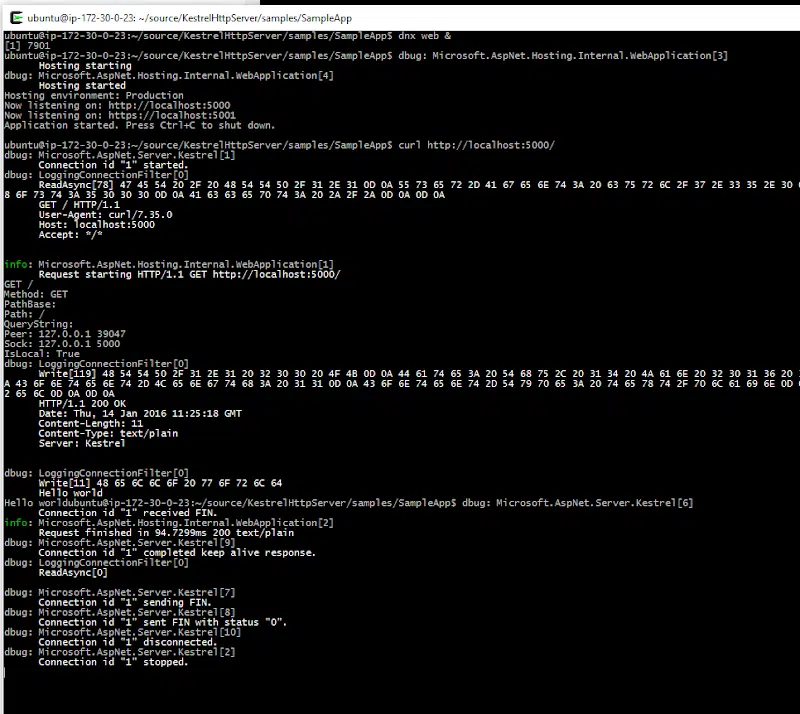 ubuntu@ip-172-30-0-23: ~/source/KestrelHttpServer/samples/SampleApp
ubuntu@ip-172-30-0-23:~/source/KestrelHttpServer/samples/SampleApp$ dnx web &
[1] 7901
ubuntu@ip-172-30-0-23:~/source/KestrelHttpServer/samples/SampleApp$ dbug: Microsoft.AspNet.Hosting.Internal.WebApplication[3]
Hosting starting
dbug: Microsoft.AspNet.Hosting.Internal.WebApplication[4]
Hosting started
Hosting environment: Production
Now listening on: http://localhost:5000
Now listening on: https://localhost:5001
Application started. Press Ctrl+C to shut down.
ubuntu@ip-172-30-0-23:~/source/KestrelHttpServer/samples/SampleApp$ curl http://localhost:5000/
dbug: Microsoft.AspNet.Server.Kestrel[1]
Connection id "1" started.
dbug: LoggingConnectionFilter[0]
ReadAsync[78] 47 45 54 20 2F 20 48 54 54 50 2F 31 2E 31 0D 0A 55 73 65 72 2D 41 67 65 6E 74 3A 20 63 75 72 6C 2F 37 2E 33 35 2E 30
8 6F 73 74 3A 35 30 30 30 0D 0A 41 63 63 65 70 74 3A 20 2A 2F 2A 0D 0A 0D 0A
GET / HTTP/1.1
User-Agent: curl/7.35.0
Host: localhost:5000
Accept: */*
info: Microsoft.AspNet.Hosting.Internal.WebApplication[1]
Request starting HTTP/1.1 GET http://localhost:5000/
GET /
Method: GET
PathBase:
Path: /
QueryString:
Peer: 127.0.0.1 39047
Sock: 127.0.0.1 5000
IsLocal: True
dbug: LoggingConnectionFilter[0]
Write[119] 48 54 54 50 2F 31 2E 31 20 32 30 30 20 4F 4B 0D 0A 44 61 74 65 3A 20 54 68 75 2C 20 31 34 20 4A 61 6E 20 32 30 31 36 20
A 43 6F 6E 74 65 6E 74 2D 4C 65 6E 67 74 68 3A 20 31 31 0D 0A 43 6F 6E 74 65 6E 74 2D 54 79 70 65 3A 20 74 65 78 74 2F 70 6C 61 69 6E 0D
2 65 6C 0D 0A 0D 0A
HTTP/1.1 200 OK
Date: Thu, 14 Jan 2016 11:25:18 GMT
Content-Length: 11
Content-Type: text/plain
Server: Kestrel
dbug: LoggingConnectionFilter[0]
Write[11] 48 65 6C 6C 6F 20 77 6F 72 6C 64
Hello world
Hello worldubuntu@ip-172-30-0-23:~/source/KestrelHttpServer/samples/SampleApp$ dbug: Microsoft.AspNet.Server.Kestrel[6]
Connection id "1" received FIN.
info: Microsoft.AspNet.Hosting.Internal.WebApplication[2]
Request finished in 94.7299ms 200 text/plain
dbug: Microsoft.AspNet.Server.Kestrel[9]
Connection id "1" completed keep alive response.
dbug: LoggingConnectionFilter[0]
ReadAsync[0]
dbug: Microsoft.AspNet.Server.Kestrel[7]
Connection id "1" sending FIN.
dbug: Microsoft.AspNet.Server.Kestrel[8]
Connection id "1" sent FIN with status "0".
dbug: Microsoft.AspNet.Server.Kestrel[10]
Connection id "1" disconnected.
dbug: Microsoft.AspNet.Server.Kestrel[2]
Connection id "1" stopped.